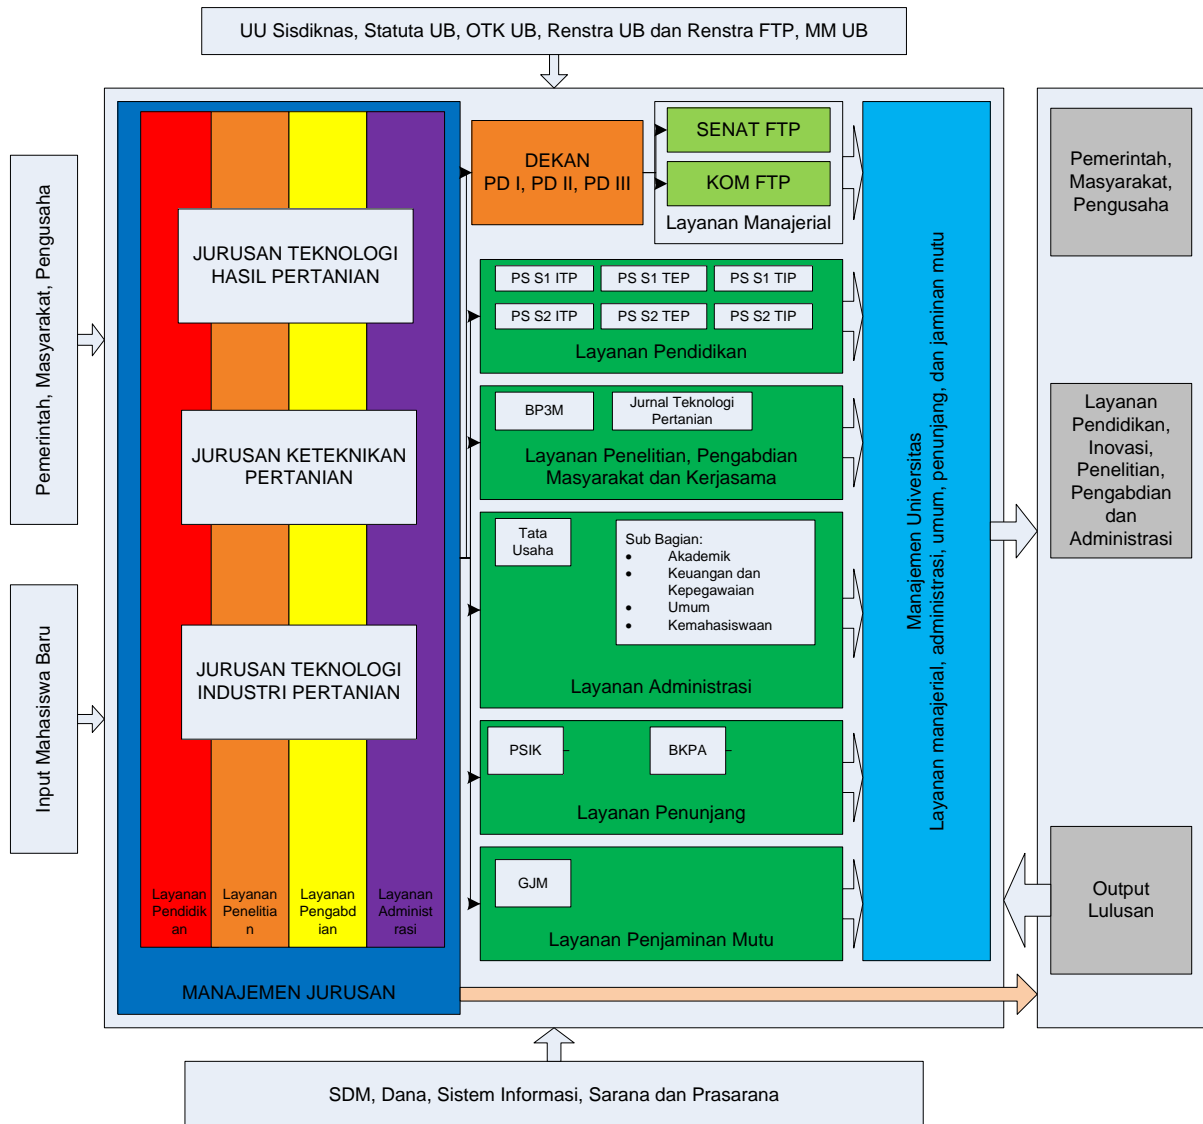 UU Sisdiknas, Statuta UB, OTK UB, Renstra UB dan Renstra FTP, MM UB
Pemerintah, Masyarakat, Pengusaha
Input Mahasiswa Baru
JURUSAN TEKNOLOGI
HASIL PERTANIAN
JURUSAN KETEKNIKAN
PERTANIAN
JURUSAN TEKNOLOGI
INDUSTRI PERTANIAN
Layanan
Pendidik
an
Layanan
Penelitia
n
Layanan
Pengabd
ian
Layanan
Administ
rasi
MANAJEMEN JURUSAN
DEKAN
PD I, PD II, PD III
SENAT FTP
KOM FTP
Layanan Manajerial
PS S1 ITP
PS S1 TEP
PS S1 TIP
PS S2 ITP
PS S2 TEP
PS S2 TIP
Layanan Pendidikan
BP3M
Jurnal Teknologi
Pertanian
Layanan Penelitian, Pengabdian
Masyarakat dan Kerjasama
Tata
Usaha
Sub Bagian:
• Akademik
• Keuangan dan
Kepegawaian
• Umum
• Kemahasiswaan
Layanan Administrasi
PSIK
BKPA
Layanan Penunjang
GJM
Layanan Penjaminan Mutu
Manajemen Universitas
Layanan manajerial, administrasi, umum, penunjang, dan jaminan mutu
Pemerintah,
Masyarakat,
Pengusaha
Layanan
Pendidikan,
Inovasi,
Penelitian,
Pengabdian
dan
Administrasi
Output
Lulusan
SDM, Dana, Sistem Informasi, Sarana dan Prasarana